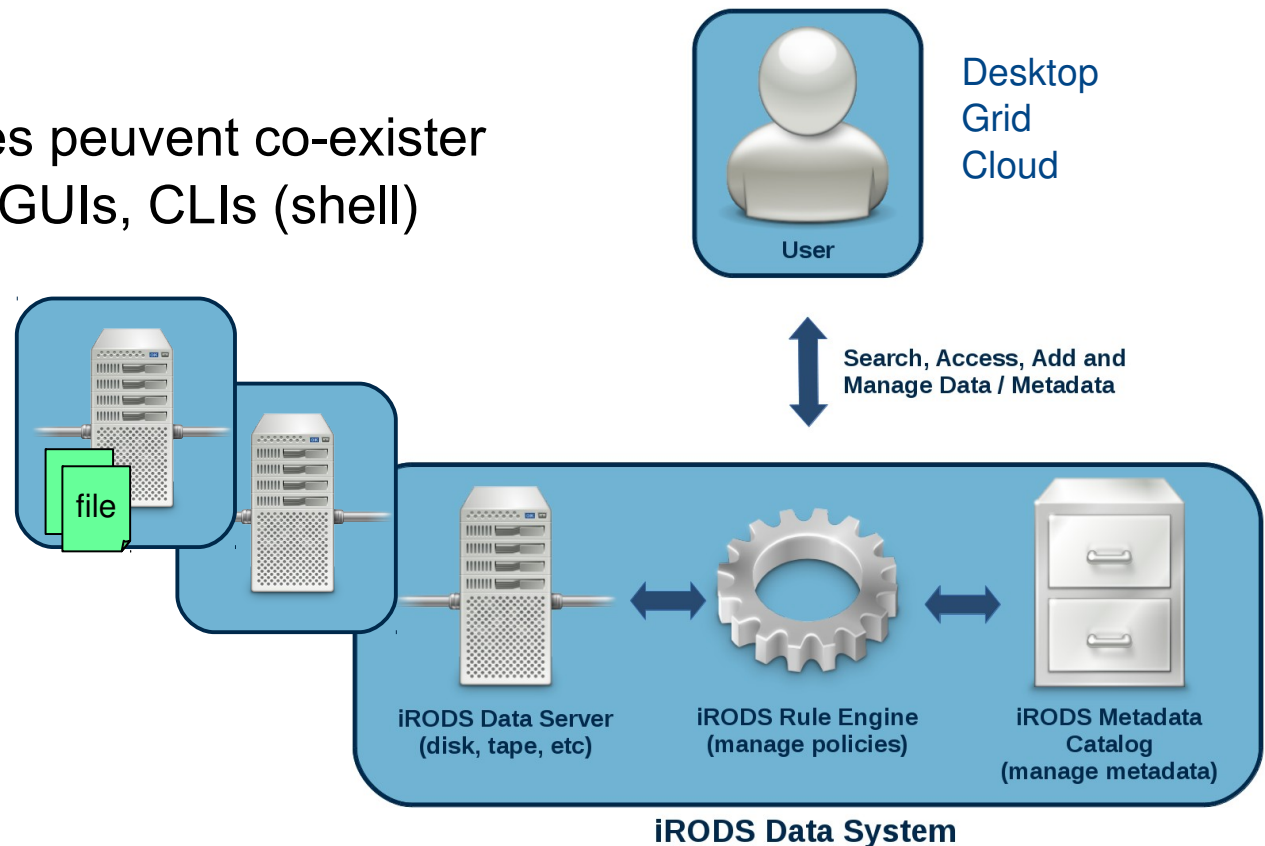 Desktop
Grid
Cloud
es peuvent co-exister
GUIs, CLIs (shell)
User
Search, Access, Add and
Manage Data / Metadata
file
iRODS Data Server
(disk, tape, etc)
iRODS Rule Engine
(manage policies)
iRODS Metadata
Catalog
(manage metadata)
iRODS Data System